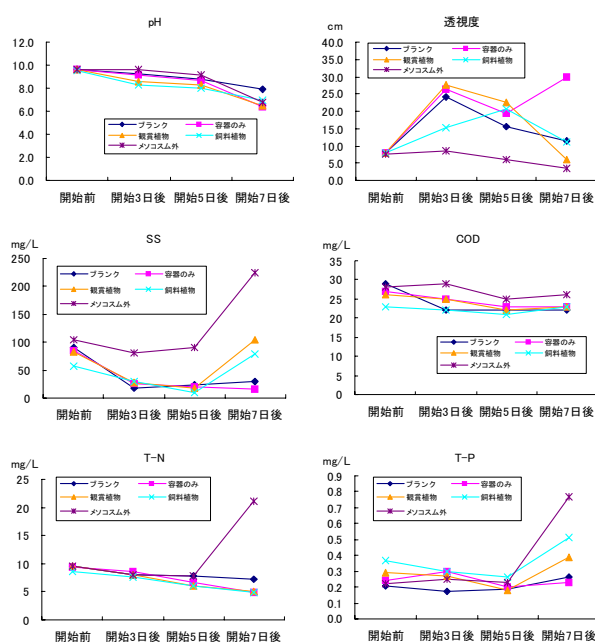 pH
12.0
10.0
8.0
6.0
4.0
2.0
0.0
ブランク 容器のみ
観賞植物 飼料植物
メソコスム外
開始前 開始3日後 開始5日後 開始7日後
透視度
cm
40.0
35.0
30.0
25.0
20.0
15.0
10.0
5.0
0.0
ブランク 容器のみ
観賞植物 飼料植物
メソコスム外
開始前 開始3日後 開始5日後 開始7日後
SS
mg/L
250
200
150
100
50
0
ブランク 容器のみ
観賞植物 飼料植物
メソコスム外
開始前 開始3日後 開始5日後 開始7日後
COD
mg/L
35
30
25
20
15
10
5
0
ブランク 容器のみ
観賞植物 飼料植物
メソコスム外
開始前 開始3日後 開始5日後 開始7日後
T-N
mg/L
25
20
15
10
5
0
ブランク 容器のみ
観賞植物 飼料植物
メソコスム外
開始前 開始3日後 開始5日後 開始7日後
T-P
mg/L
0.9
0.8
0.7
0.6
0.5
0.4
0.3
0.2
0.1
0.0
ブランク 容器のみ
観賞植物 飼料植物
メソコスム外
開始前 開始3日後 開始5日後 開始7日後